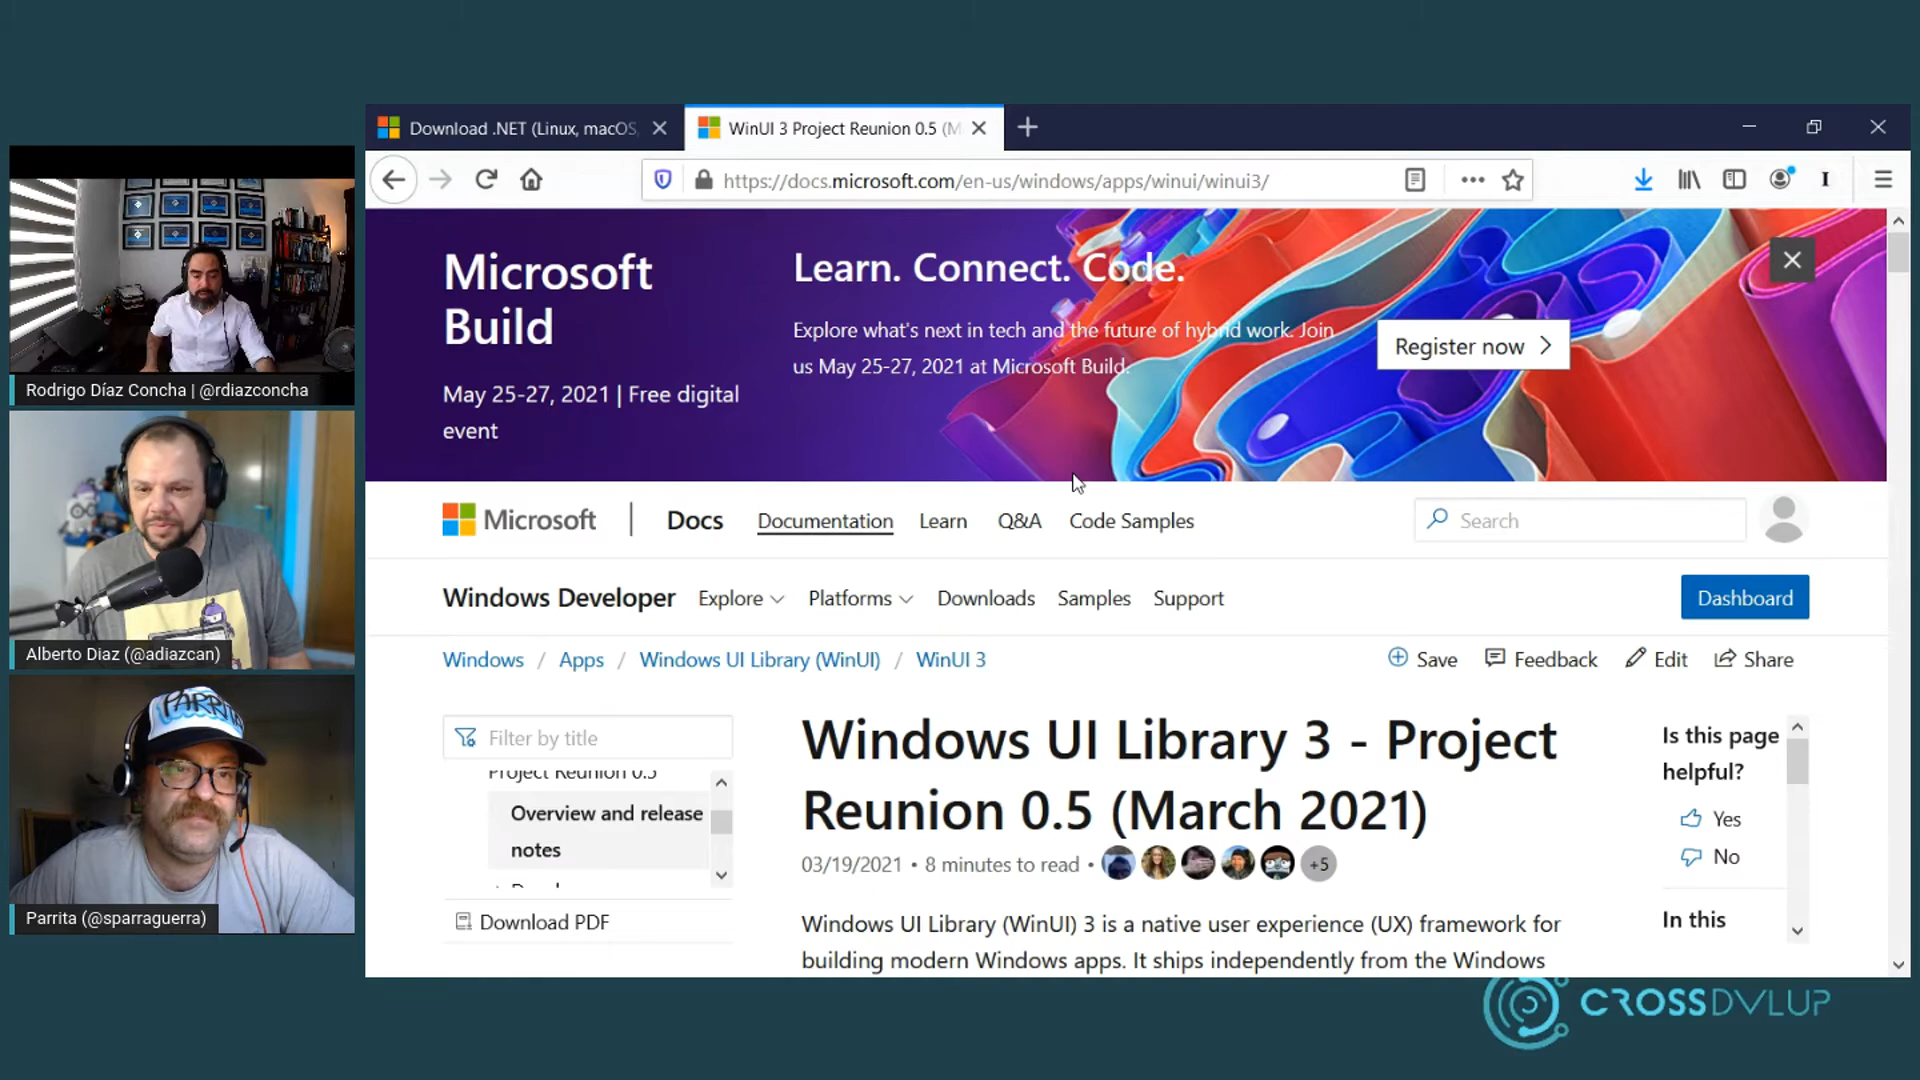 Download .NET (Linux, macOS,
WinUI 3 Project Reunion 0.5 (M
https://docs.microsoft.com/en-us/windows/apps/winui/winui3/
Microsoft
Build
May 25-27, 2021 | Free digital
event
Learn. Connect. Code.
Explore what's next in tech and the future of hybrid work. Join
us May 25-27, 2021 at Microsoft Build.
Register now
Microsoft | Docs Documentation Learn Q&A Code Samples Search
Windows Developer Explore Platforms Downloads Samples Support Dashboard
Windows / Apps / Windows UI Library (WinUI) / WinUI 3 Save Feedback Edit Share
Filter by title
Project Reunion 0.5
Overview and release
notes
Download PDF
Windows UI Library 3 - Project
Reunion 0.5 (March 2021)
03/19/2021 • 8 minutes to read • +5
Windows UI Library (WinUI) 3 is a native user experience (UX) framework for
building modern Windows apps. It ships independently from the Windows
Is this page
helpful?
Yes
No
In this
Rodrigo Díaz Concha | @rdiazconcha
Alberto Diaz (@adiazcan)
PARRITA
Parrita (@sparraguerra)
CROSSDVLUP